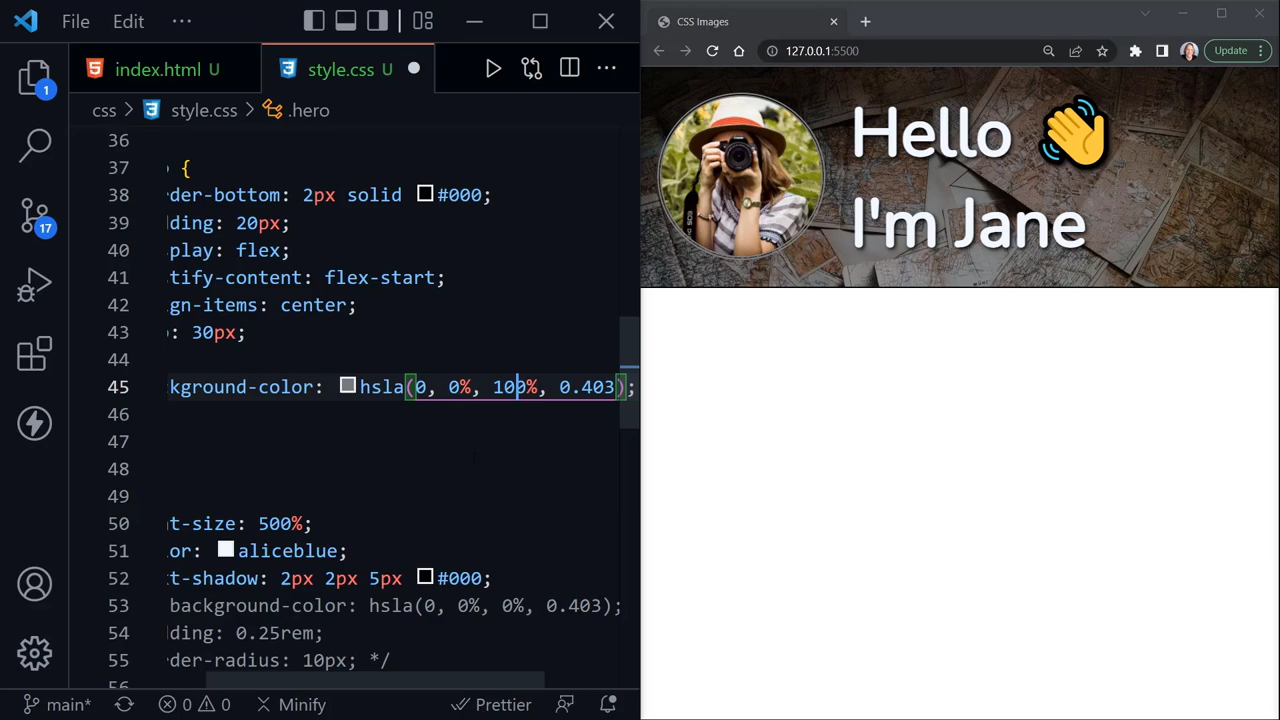 File Edit ···
index.html U
style.css U
css > style.css > .hero
36
37 {
38 der-bottom: 2px solid #000;
39 ding: 20px;
40 play: flex;
41 tify-content: flex-start;
42 gn-items: center;
43 : 30px;
44
45 kground-color: hsla(0, 0%, 100%, 0.403);
46
47
48
49
50 t-size: 500%;
51 or: aliceblue;
52 t-shadow: 2px 2px 5px #000;
53 background-color: hsla(0, 0%, 0%, 0.403);
54 ding: 0.25rem;
55 der-radius: 10px; */
56
1
17
main* 0 0 Minify Prettier
CSS Images
127.0.0.1:5500
Update
Hello 👋
I'm Jane